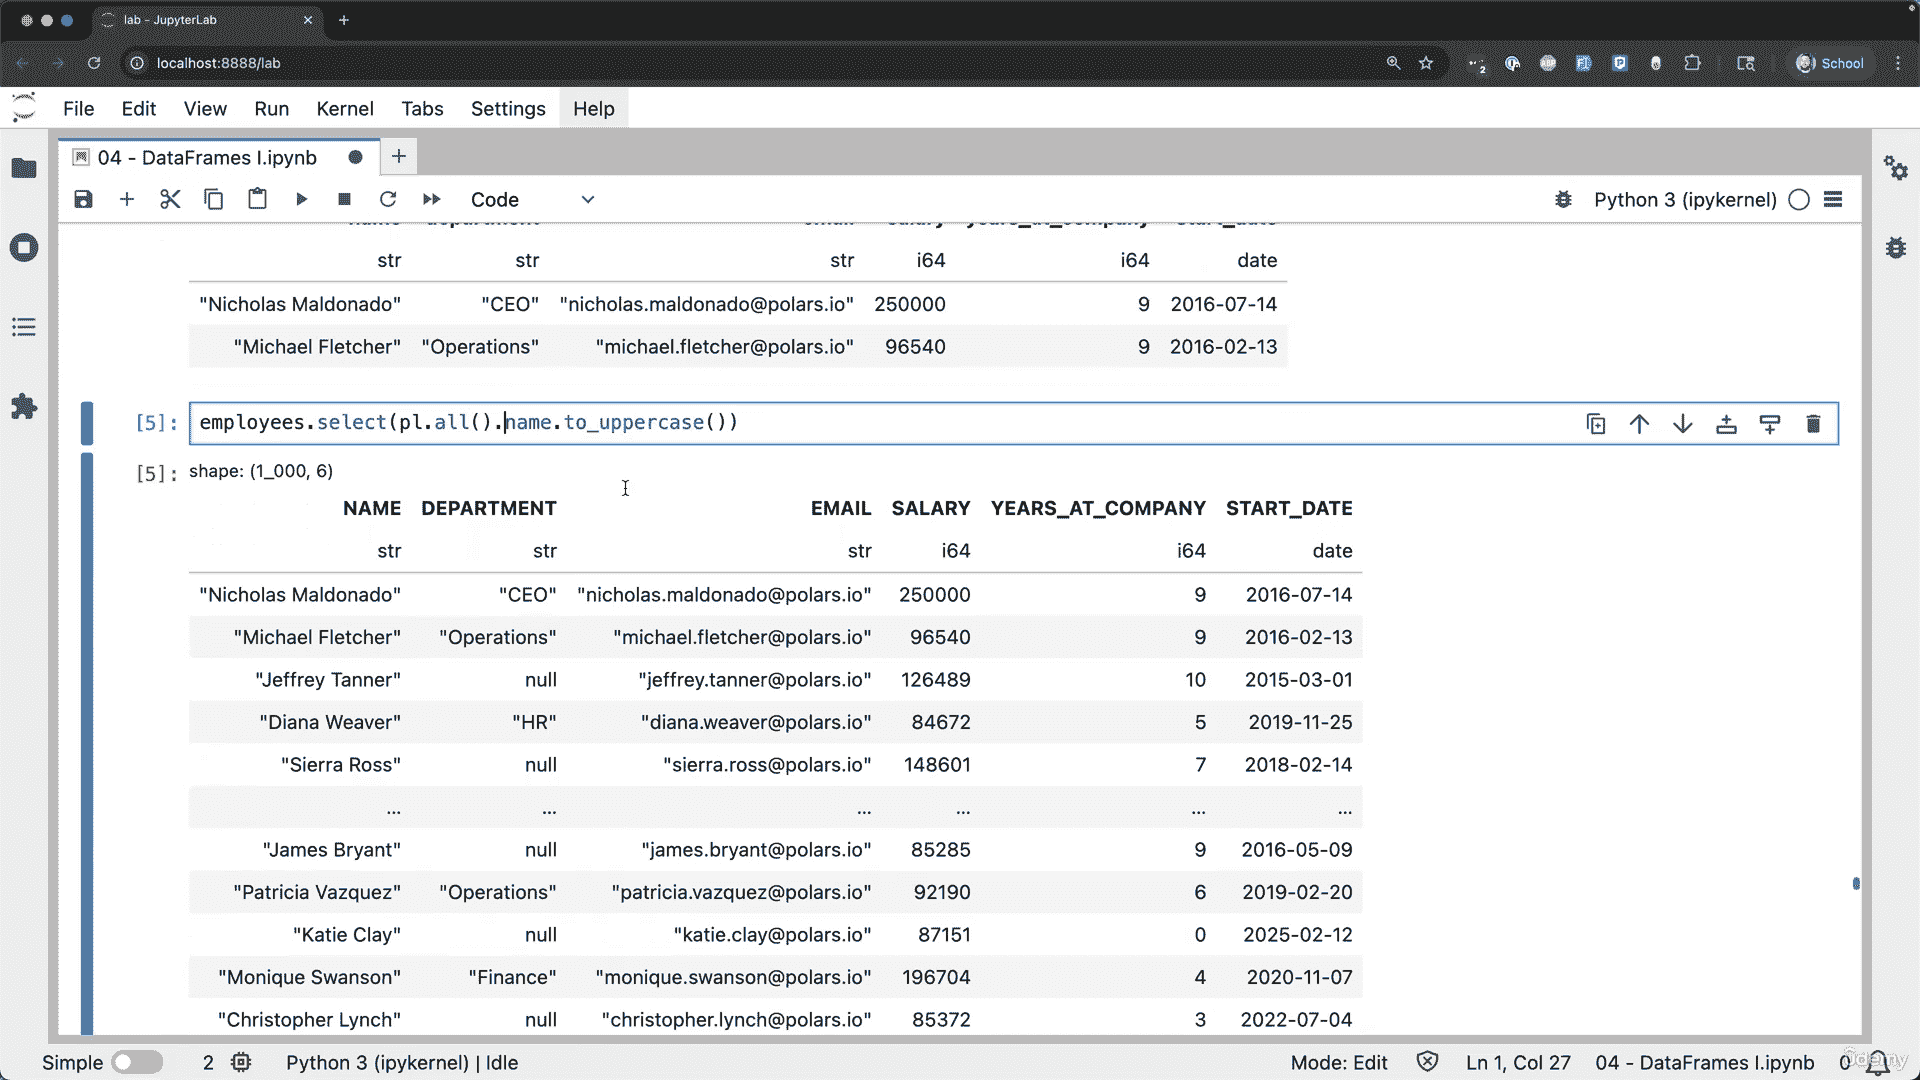 lab - JupyterLab
localhost:8888/lab
2
School
File Edit View Run Kernel Tabs Settings Help
04 - DataFrames I.ipynb
Code
Python 3 (ipykernel)
name department email salary years_at_company start_date
str str str i64 i64 date
"Nicholas Maldonado" "CEO" "nicholas.maldonado@polars.io" 250000 9 2016-07-14
"Michael Fletcher" "Operations" "michael.fletcher@polars.io" 96540 9 2016-02-13
[5]: employees.select(pl.all().name.to_uppercase())
[5]: shape: (1_000, 6)
NAME DEPARTMENT EMAIL SALARY YEARS_AT_COMPANY START_DATE
str str str i64 i64 date
"Nicholas Maldonado" "CEO" "nicholas.maldonado@polars.io" 250000 9 2016-07-14
"Michael Fletcher" "Operations" "michael.fletcher@polars.io" 96540 9 2016-02-13
"Jeffrey Tanner" null "jeffrey.tanner@polars.io" 126489 10 2015-03-01
"Diana Weaver" "HR" "diana.weaver@polars.io" 84672 5 2019-11-25
"Sierra Ross" null "sierra.ross@polars.io" 148601 7 2018-02-14
… … … … … …
"James Bryant" null "james.bryant@polars.io" 85285 9 2016-05-09
"Patricia Vazquez" "Operations" "patricia.vazquez@polars.io" 92190 6 2019-02-20
"Katie Clay" null "katie.clay@polars.io" 87151 0 2025-02-12
"Monique Swanson" "Finance" "monique.swanson@polars.io" 196704 4 2020-11-07
"Christopher Lynch" null "christopher.lynch@polars.io" 85372 3 2022-07-04
Simple 2 Python 3 (ipykernel) | Idle Mode: Edit Ln 1, Col 27 04 - DataFrames I.ipynb 0
udemy